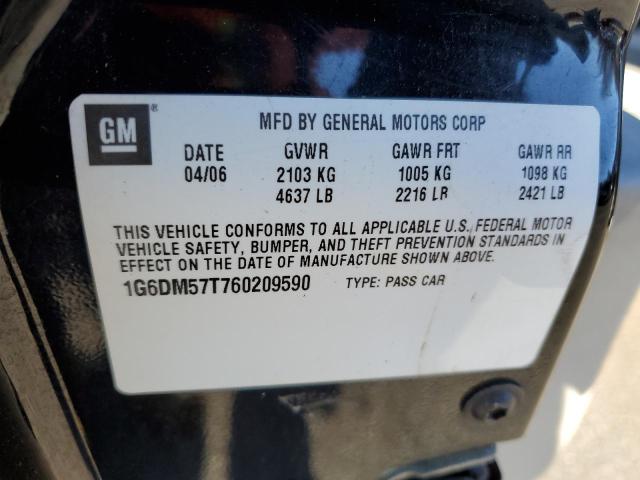 GM ®
MFD BY GENERAL MOTORS CORP
DATE GVWR GAWR FRT GAWR RR
04/06 2103 KG 1005 KG 1098 KG
4637 LB 2216 LB 2421 LB
THIS VEHICLE CONFORMS TO ALL APPLICABLE U.S. FEDERAL MOTOR
VEHICLE SAFETY, BUMPER, AND THEFT PREVENTION STANDARDS IN
EFFECT ON THE DATE OF MANUFACTURE SHOWN ABOVE.
1G6DM57T760209590 TYPE: PASS CAR